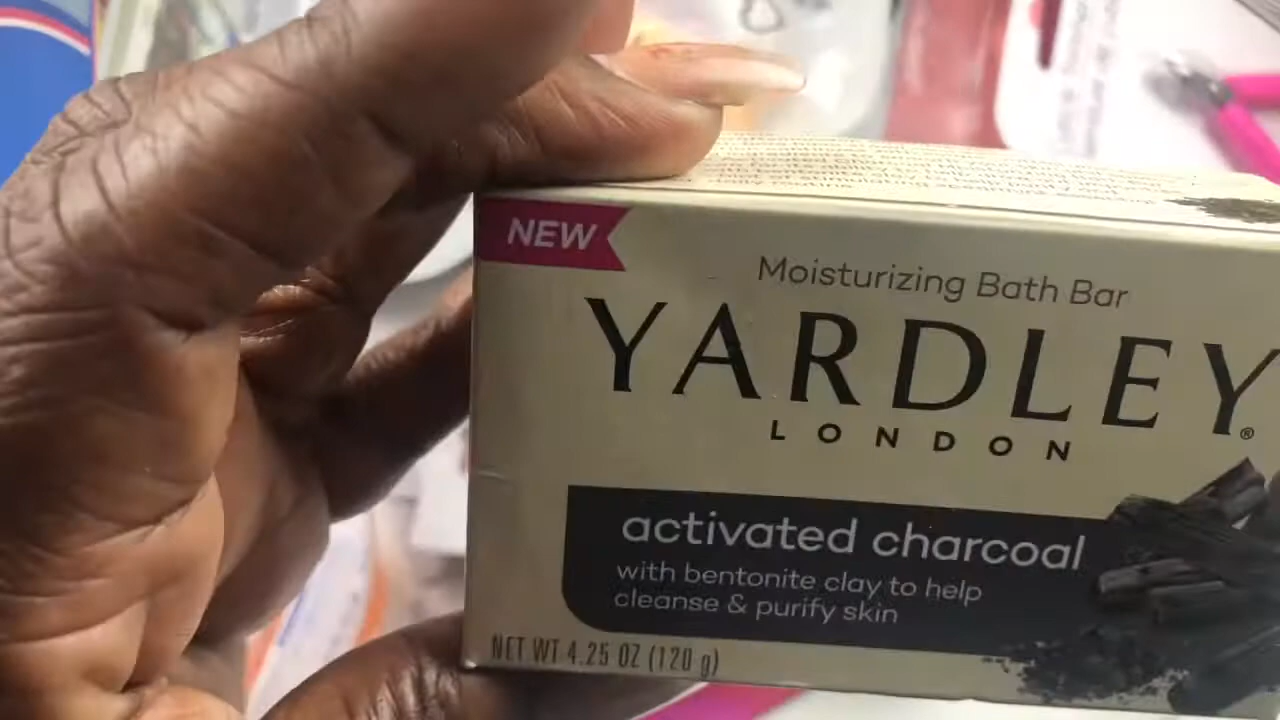 NEW
Moisturizing Bath Bar
YARDLEY®
LONDON
activated charcoal
with bentonite clay to help
cleanse & purify skin
NET WT 4.25 OZ (120 g)